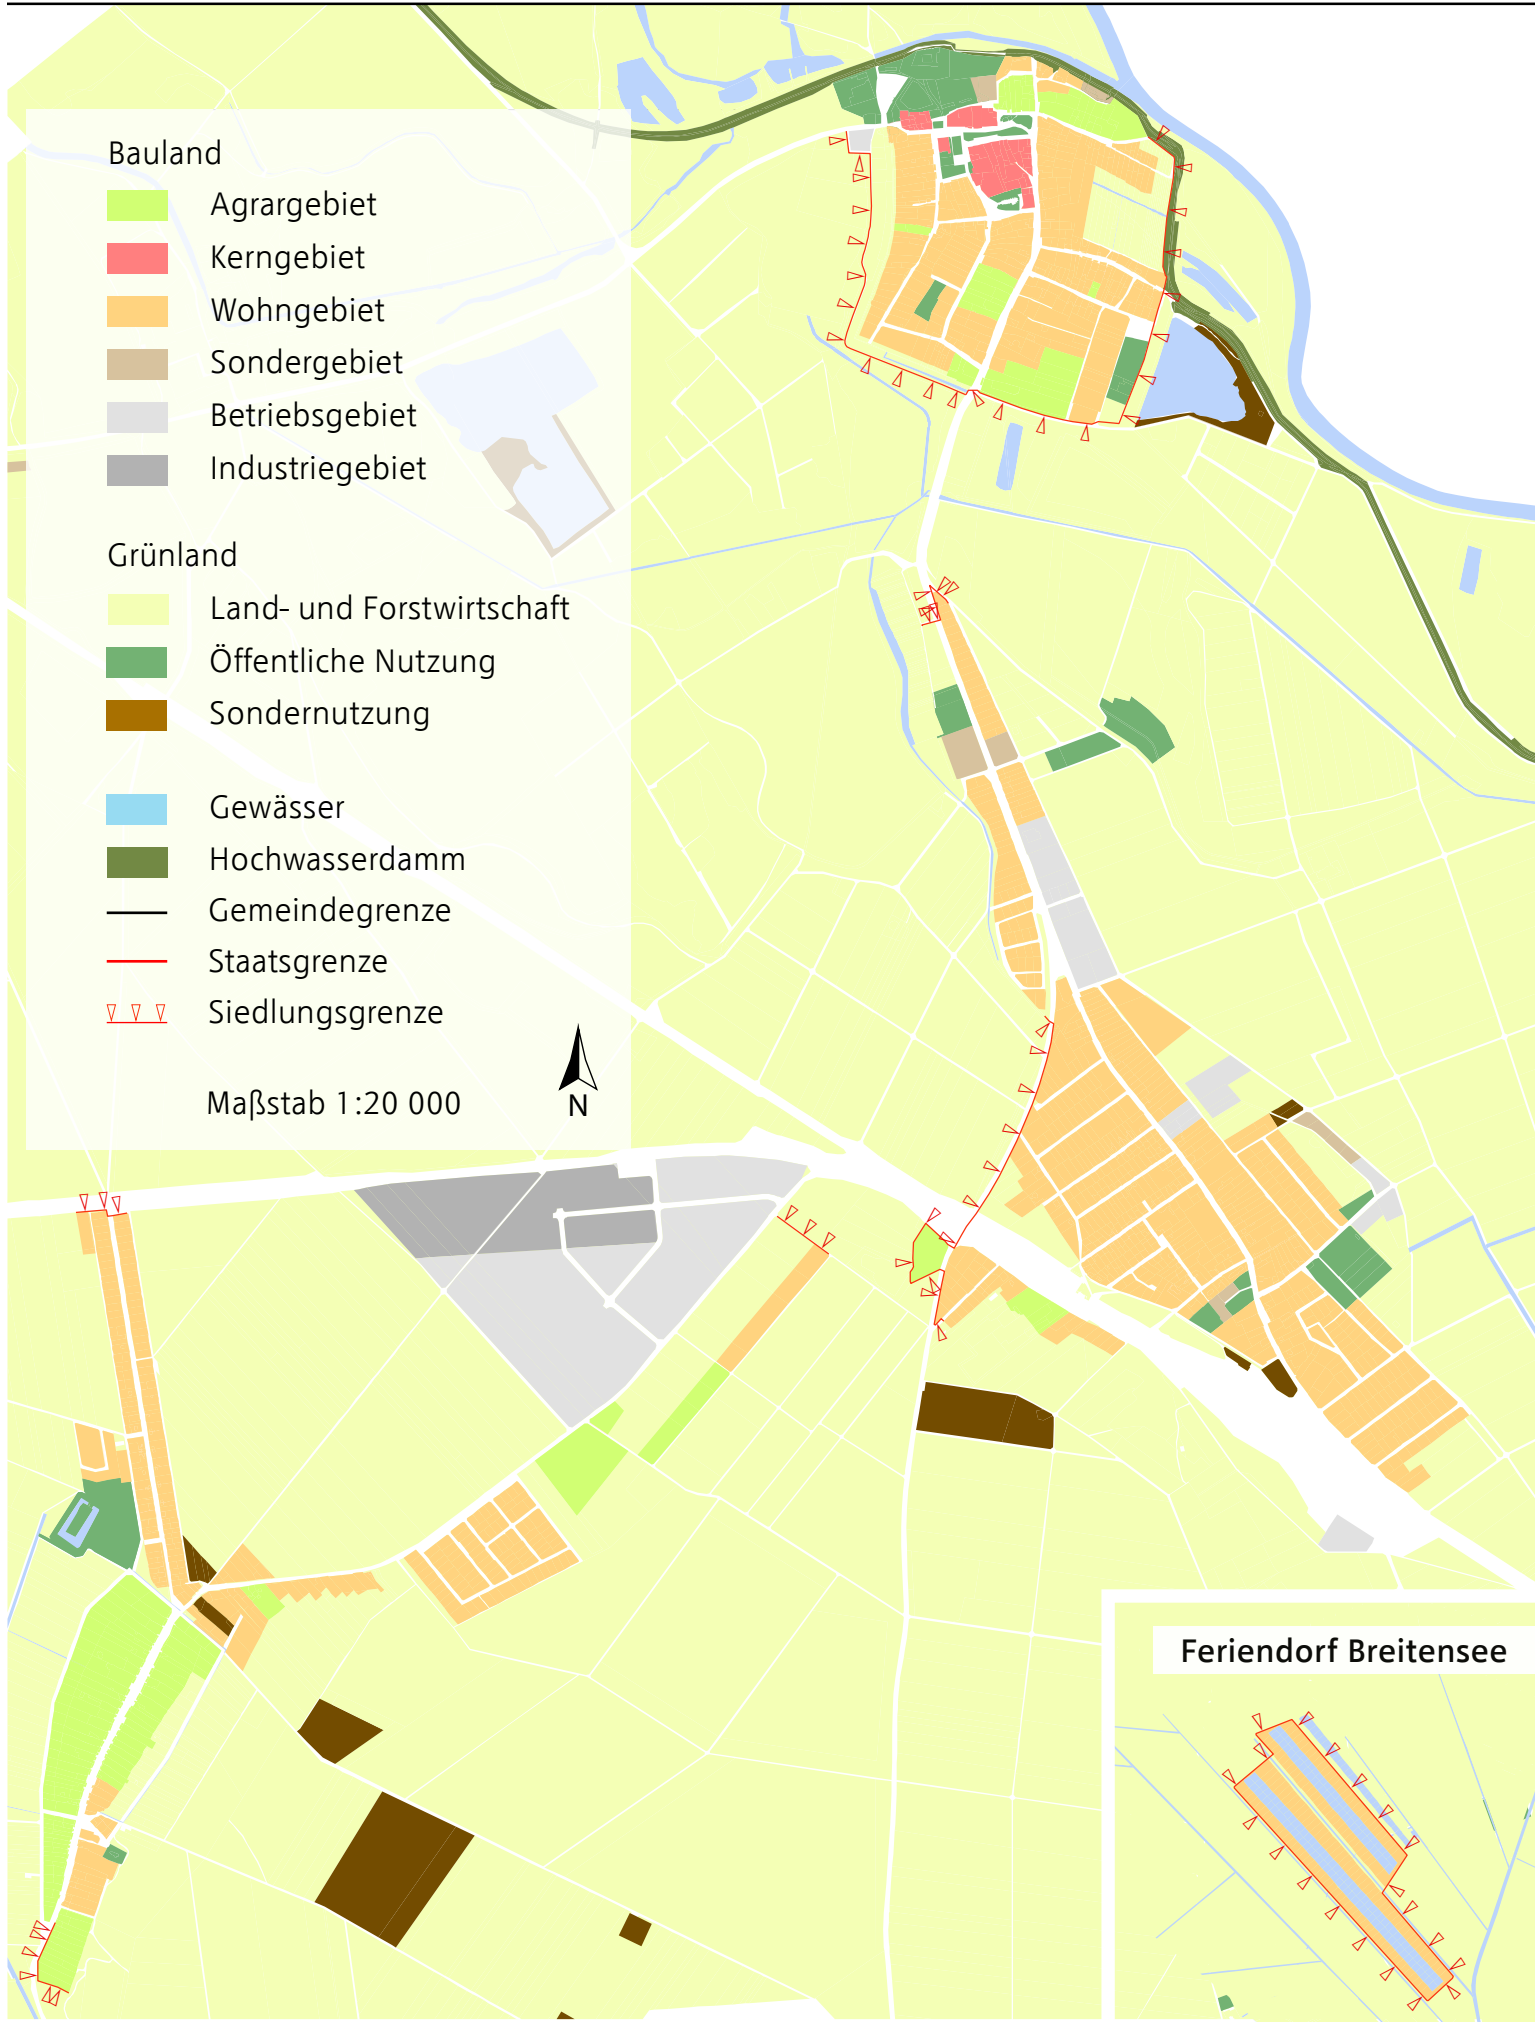 Bauland
Agrargebiet
Kerngebiet
Wohngebiet
Sondergebiet
Betriebsgebiet
Industriegebiet
Grünland
Land- und Forstwirtschaft
Öffentliche Nutzung
Sondernutzung
Gewässer
Hochwasserdamm
Gemeindegrenze
Staatsgrenze
Siedlungsgrenze
Maßstab 1:20 000
N
Feriendorf Breitensee